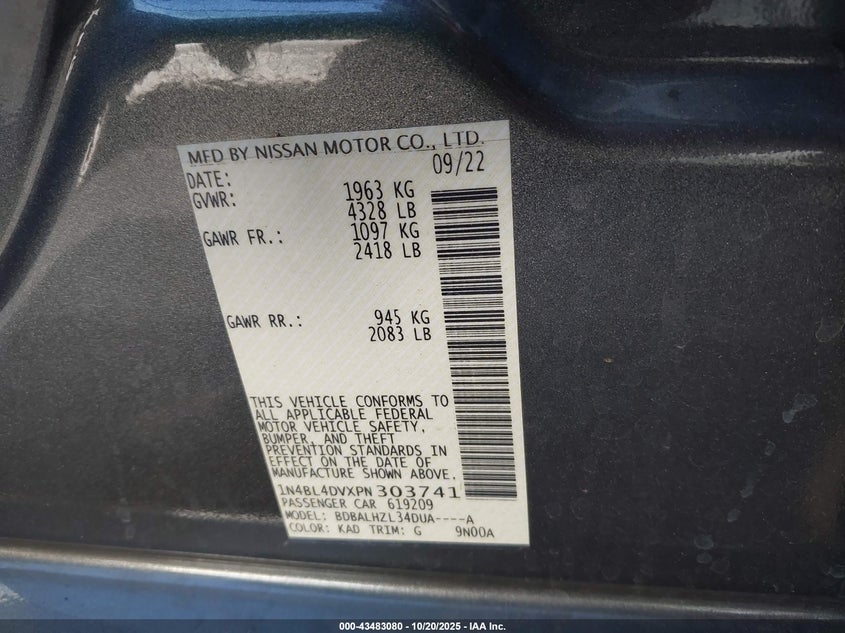 MFD BY NISSAN MOTOR CO., LTD.
DATE: 09/22
GVWR: 1963 KG
4328 LB
GAWR FR.: 1097 KG
2418 LB
GAWR RR.: 945 KG
2083 LB
THIS VEHICLE CONFORMS TO
ALL APPLICABLE FEDERAL
MOTOR VEHICLE SAFETY,
BUMPER, AND THEFT
PREVENTION STANDARDS IN
EFFECT ON THE DATE OF
MANUFACTURE SHOWN ABOVE.
1N4BL4DVXPN303741
PASSENGER CAR 619209
MODEL: BDBALHZL34DUA----A
COLOR: KAD TRIM: G 9N00A
000-43483080 - 10/20/2025 - IAA Inc.